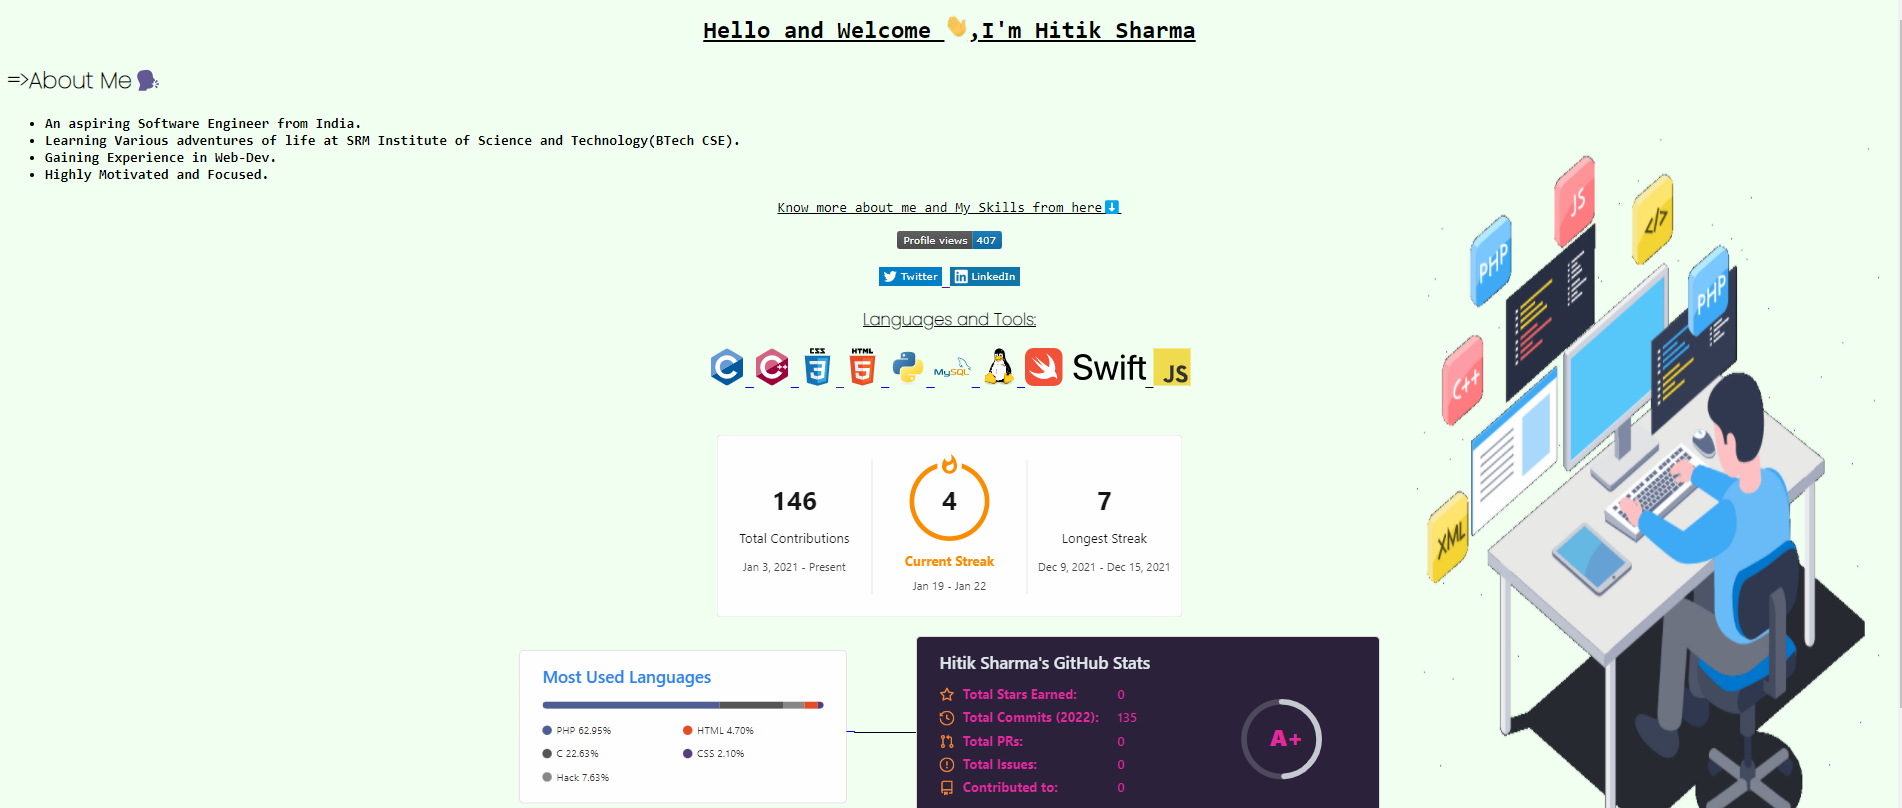 Hello and Welcome 👋,I'm Hitik Sharma
=>About Me 🗣
• An aspiring Software Engineer from India.
• Learning Various adventures of life at SRM Institute of Science and Technology(BTech CSE).
• Gaining Experience in Web-Dev.
• Highly Motivated and Focused.
Know more about me and My Skills from here⬇
Profile views 407
Twitter LinkedIn
Languages and Tools:
C C++ CSS 3 HTML 5 MySQL Swift JS
146
Total Contributions
Jan 3, 2021 - Present
4
Current Streak
Jan 19 - Jan 22
7
Longest Streak
Dec 9, 2021 - Dec 15, 2021
Most Used Languages
PHP 62.95%
HTML 4.70%
C 22.63%
CSS 2.10%
Hack 7.63%
Hitik Sharma's GitHub Stats
Total Stars Earned: 0
Total Commits (2022): 135
Total PRs: 0
Total Issues: 0
Contributed to: 0
A+
JS
</>
PHP
PHP
C++
XML